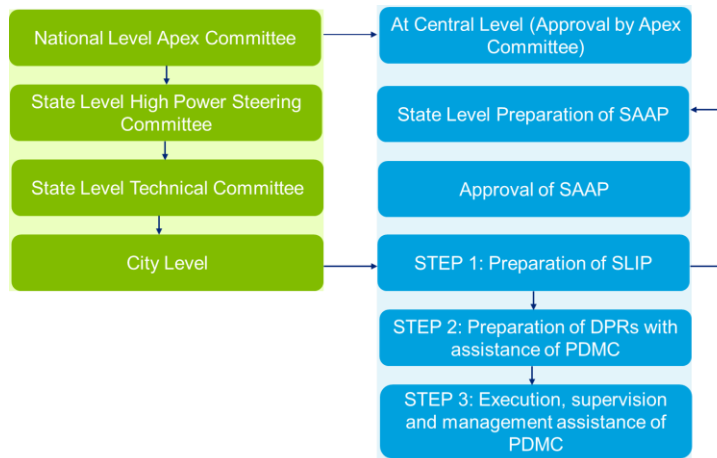 National Level Apex Committee
At Central Level (Approval by Apex
Committee)
State Level High Power Steering
Committee
State Level Preparation of SAAP
State Level Technical Committee
Approval of SAAP
City Level
STEP 1: Preparation of SLIP
STEP 2: Preparation of DPRs with
assistance of PDMC
STEP 3: Execution, supervision
and management assistance of
PDMC